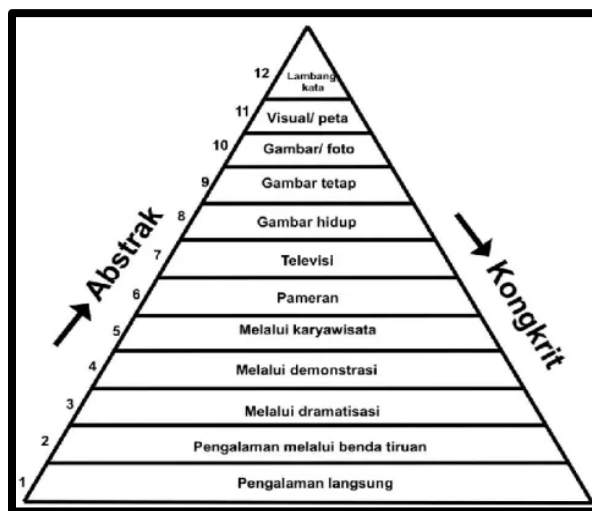 12 Lambang
kata
11 Visual/ peta
10 Gambar/ foto
9 Gambar tetap
8 Gambar hidup
7 Televisi
6 Pameran
5 Melalui karyawisata
4 Melalui demonstrasi
3 Melalui dramatisasi
2 Pengalaman melalui benda tiruan
1 Pengalaman langsung
Abstrak
Kongkrit